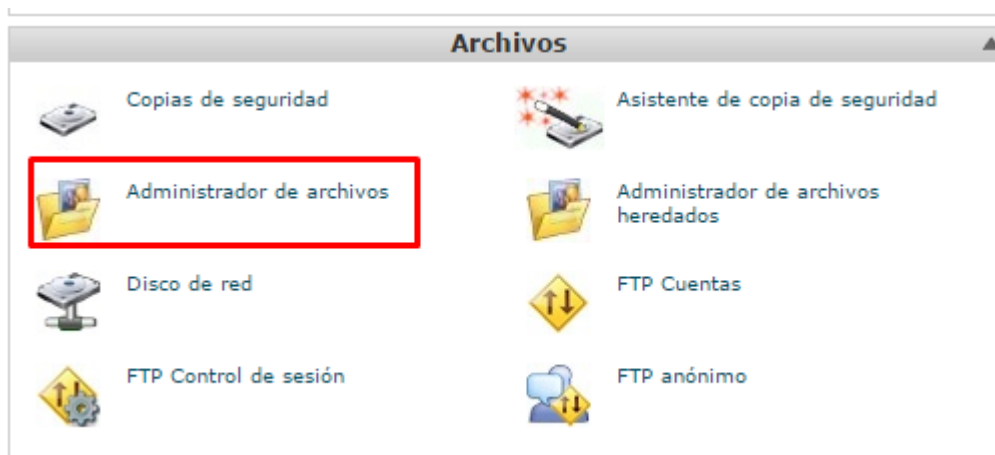 Archivos
Copias de seguridad
Asistente de copia de seguridad
Administrador de archivos
Administrador de archivos
heredados
Disco de red
FTP Cuentas
FTP Control de sesión
FTP anónimo